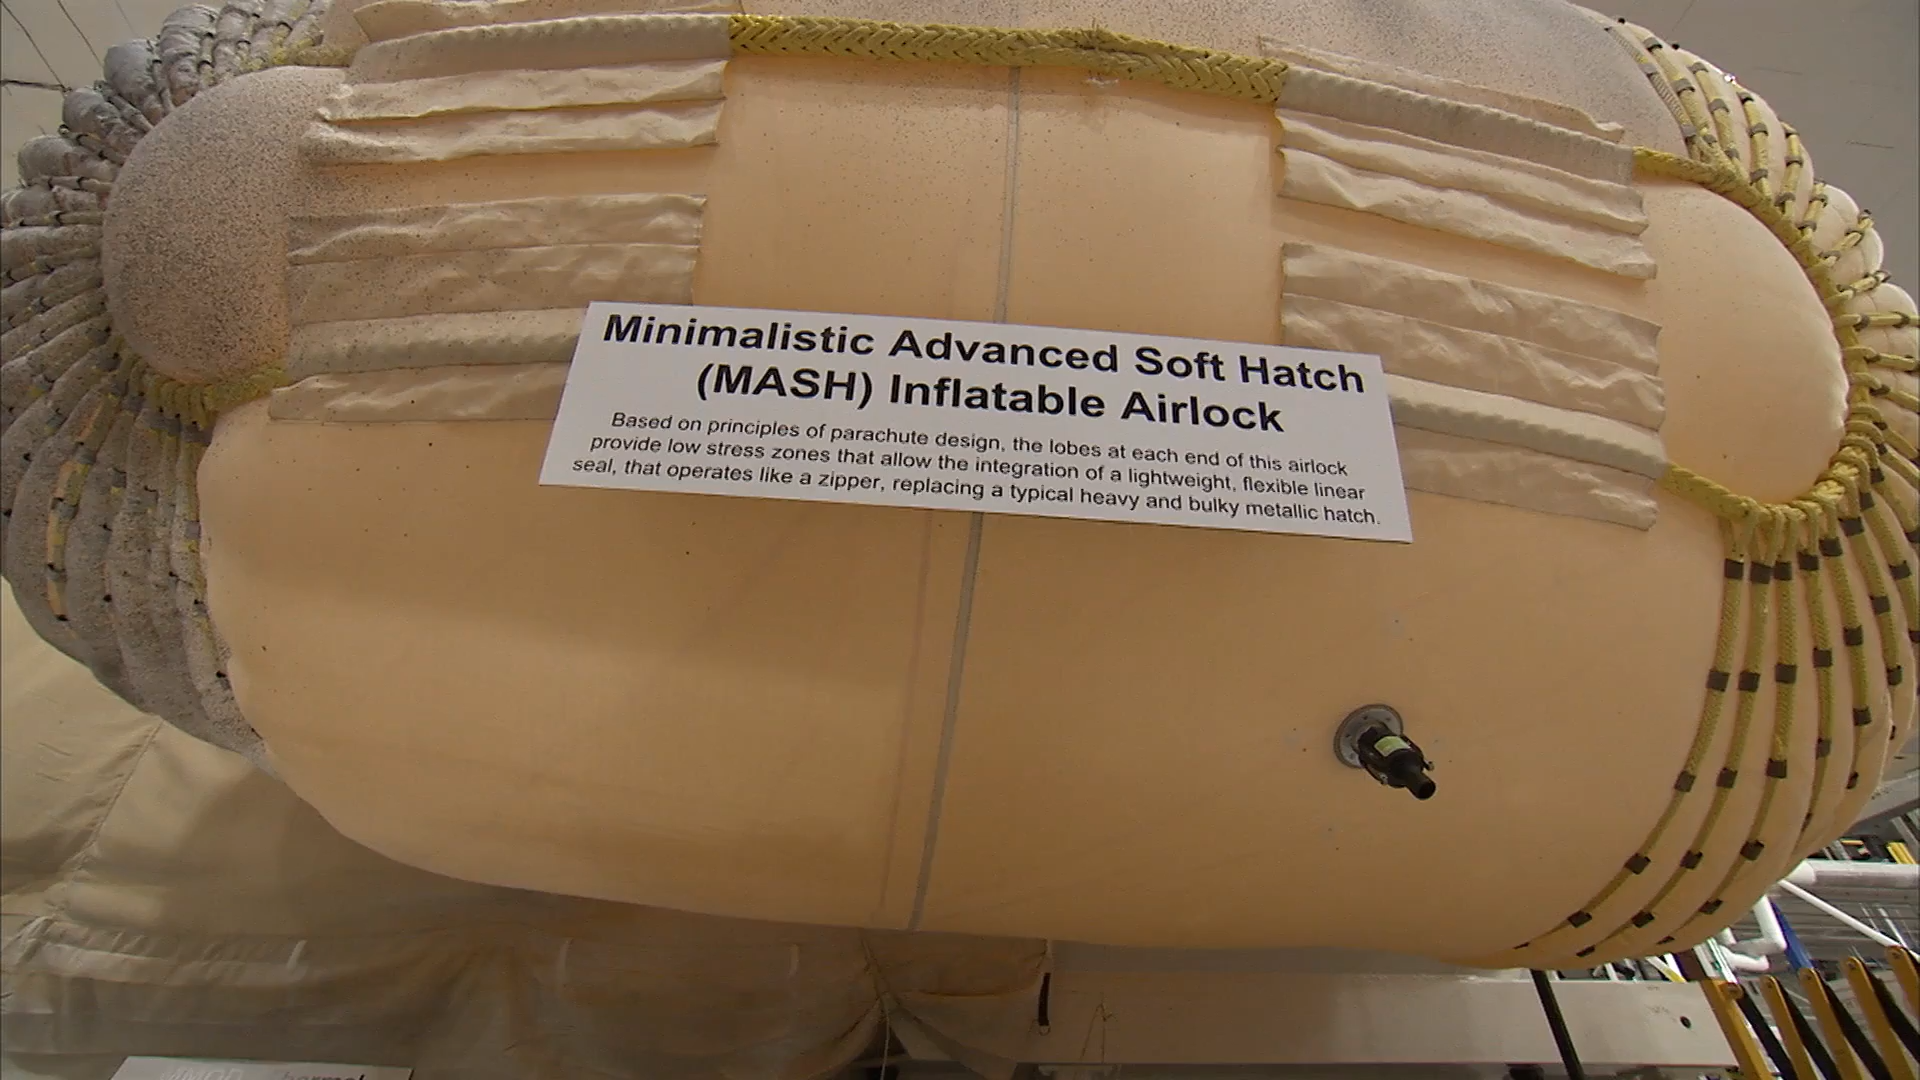 Minimalistic Advanced Soft Hatch
(MASH) Inflatable Airlock
Based on principles of parachute design, the lobes at each end of this airlock
provide low stress zones that allow the integration of a lightweight, flexible linear
seal, that operates like a zipper, replacing a typical heavy and bulky metallic hatch.